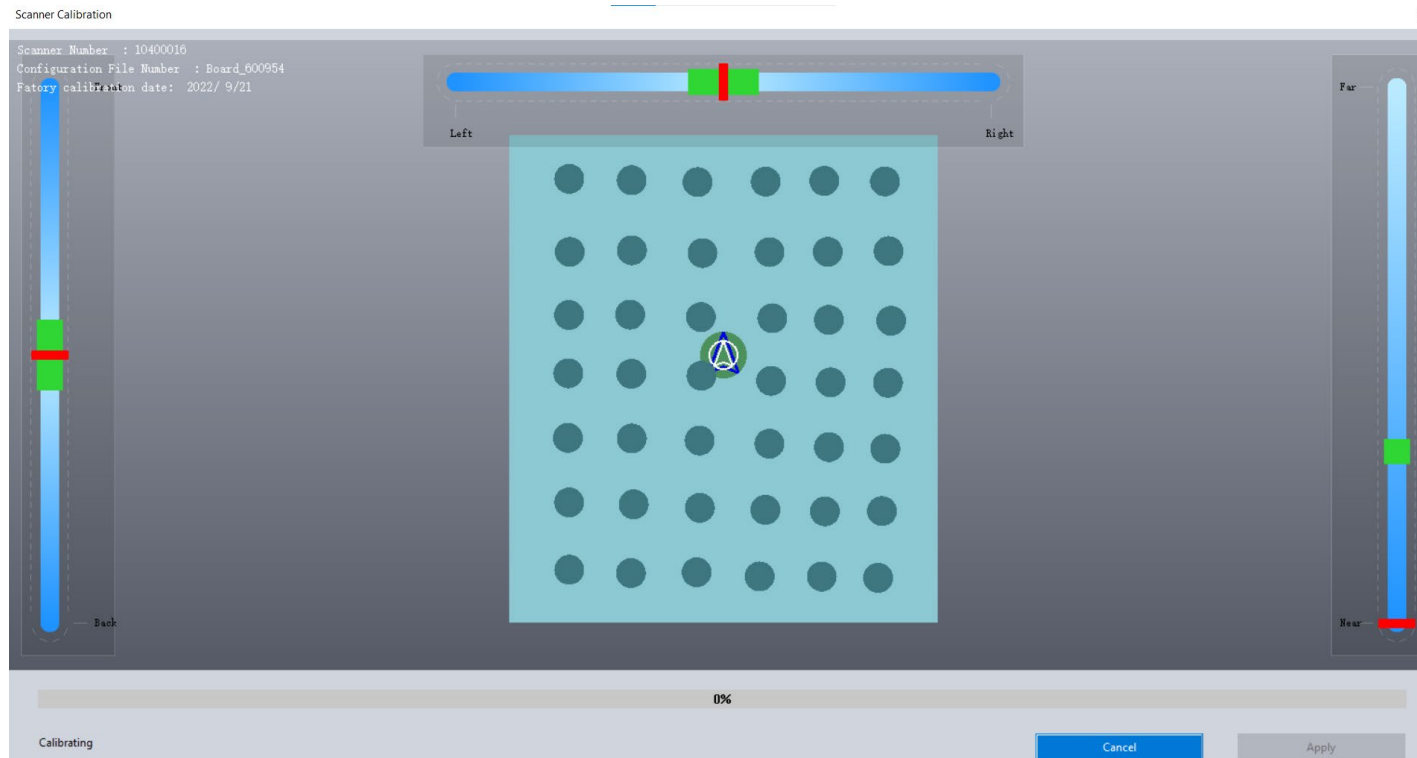 Scanner Calibration
Scanner Number : 10400016
Configuration File Number : Board_600954
Fatory calibration date: 2022/ 9/21
Front
Left
Right
Far
Back
Near
0%
Calibrating
Cancel
Apply